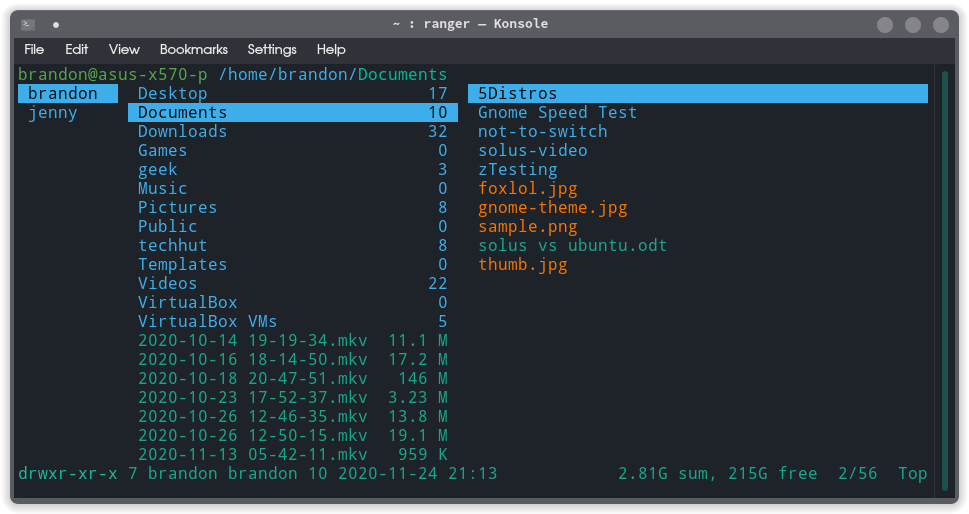 ~ : ranger — Konsole
File Edit View Bookmarks Settings Help
brandon@asus-x570-p /home/brandon/Documents
brandon Desktop 17 5Distros
jenny Documents 10 Gnome Speed Test
Downloads 32 not-to-switch
Games 0 solus-video
geek 3 zTesting
Music 0 foxlol.jpg
Pictures 8 gnome-theme.jpg
Public 0 sample.png
techhut 8 solus vs ubuntu.odt
Templates 0 thumb.jpg
Videos 22
VirtualBox 0
VirtualBox VMs 5
2020-10-14 19-19-34.mkv 11.1 M
2020-10-16 18-14-50.mkv 17.2 M
2020-10-18 20-47-51.mkv 146 M
2020-10-23 17-52-37.mkv 3.23 M
2020-10-26 12-46-35.mkv 13.8 M
2020-10-26 12-50-15.mkv 19.1 M
2020-11-13 05-42-11.mkv 959 K
drwxr-xr-x 7 brandon brandon 10 2020-11-24 21:13 2.81G sum, 215G free 2/56 Top